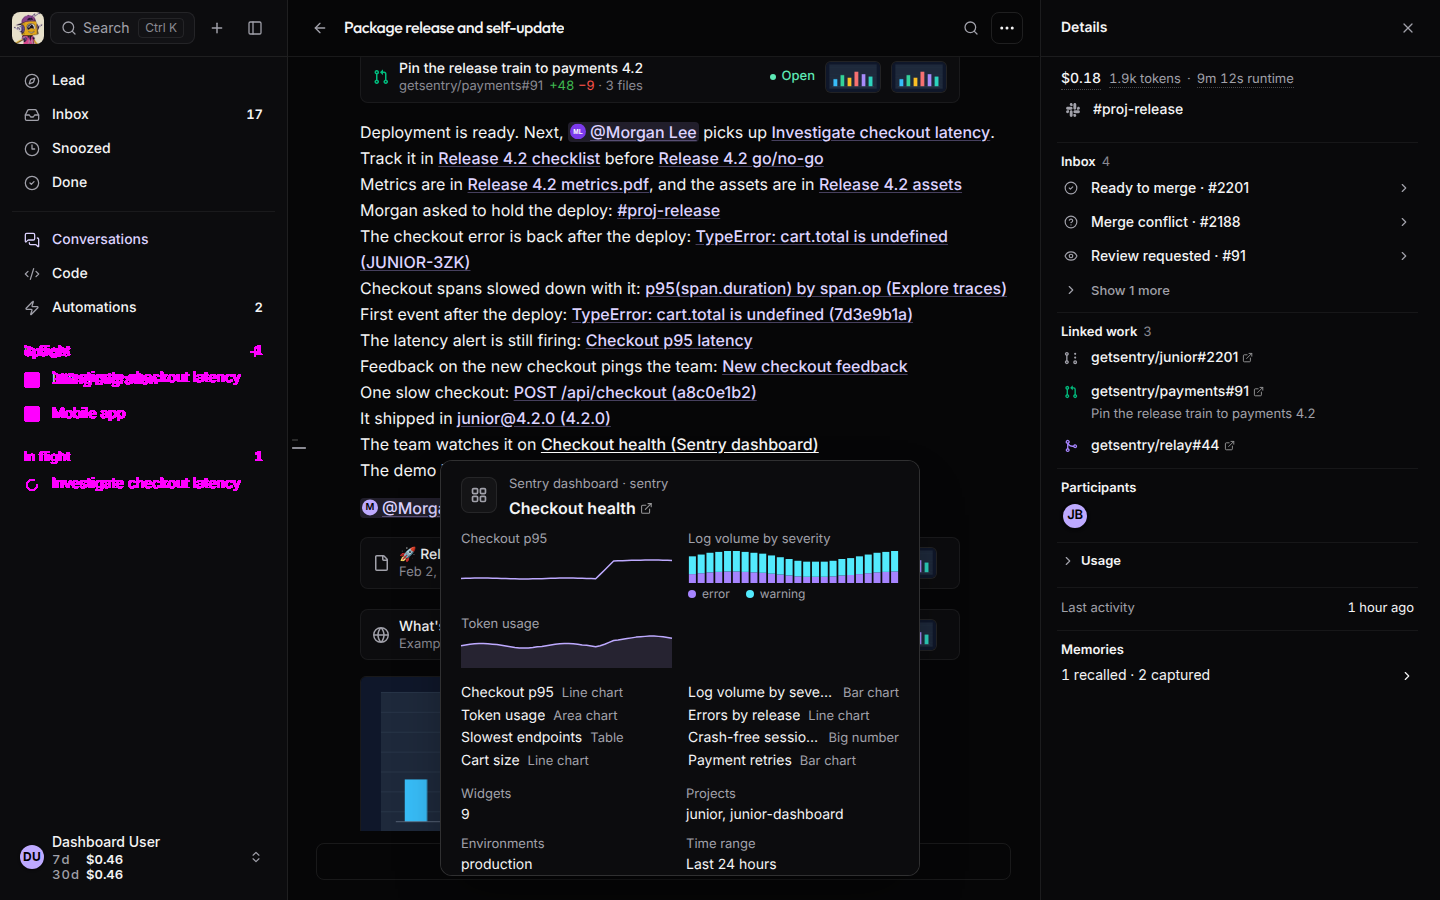 Search Ctrl K
Lead
Inbox 17
Snoozed
Done
Conversations
Code
Automations 2
checkout latency
Mobile app
In flight 1
Investigate checkout latency
Dashboard User
DU
7d $0.46
30d $0.46
Package release and self-update
Pin the release train to payments 4.2
getsentry/payments#91 +48 −9 · 3 files
Open
Deployment is ready. Next, ML @Morgan Lee picks up Investigate checkout latency.
Track it in Release 4.2 checklist before Release 4.2 go/no-go
Metrics are in Release 4.2 metrics.pdf, and the assets are in Release 4.2 assets
Morgan asked to hold the deploy: #proj-release
The checkout error is back after the deploy: TypeError: cart.total is undefined
(JUNIOR-3ZK)
Checkout spans slowed down with it: p95(span.duration) by span.op (Explore traces)
First event after the deploy: TypeError: cart.total is undefined (7d3e9b1a)
The latency alert is still firing: Checkout p95 latency
Feedback on the new checkout pings the team: New checkout feedback
One slow checkout: POST /api/checkout (a8c0e1b2)
It shipped in junior@4.2.0 (4.2.0)
The team watches it on Checkout health (Sentry dashboard)
The demo
M @Morga
🚀 Rel
Feb 2,
What's
Examp
Sentry dashboard · sentry
Checkout health
Checkout p95
Log volume by severity
error warning
Token usage
Checkout p95 Line chart
Log volume by seve... Bar chart
Token usage Area chart
Errors by release Line chart
Slowest endpoints Table
Crash-free sessio... Big number
Cart size Line chart
Payment retries Bar chart
Widgets
9
Projects
junior, junior-dashboard
Environments
production
Time range
Last 24 hours
Details
$0.18 1.9k tokens · 9m 12s runtime
#proj-release
Inbox 4
Ready to merge · #2201
Merge conflict · #2188
Review requested · #91
Show 1 more
Linked work 3
getsentry/junior#2201
getsentry/payments#91
Pin the release train to payments 4.2
getsentry/relay#44
Participants
JB
Usage
Last activity 1 hour ago
Memories
1 recalled · 2 captured